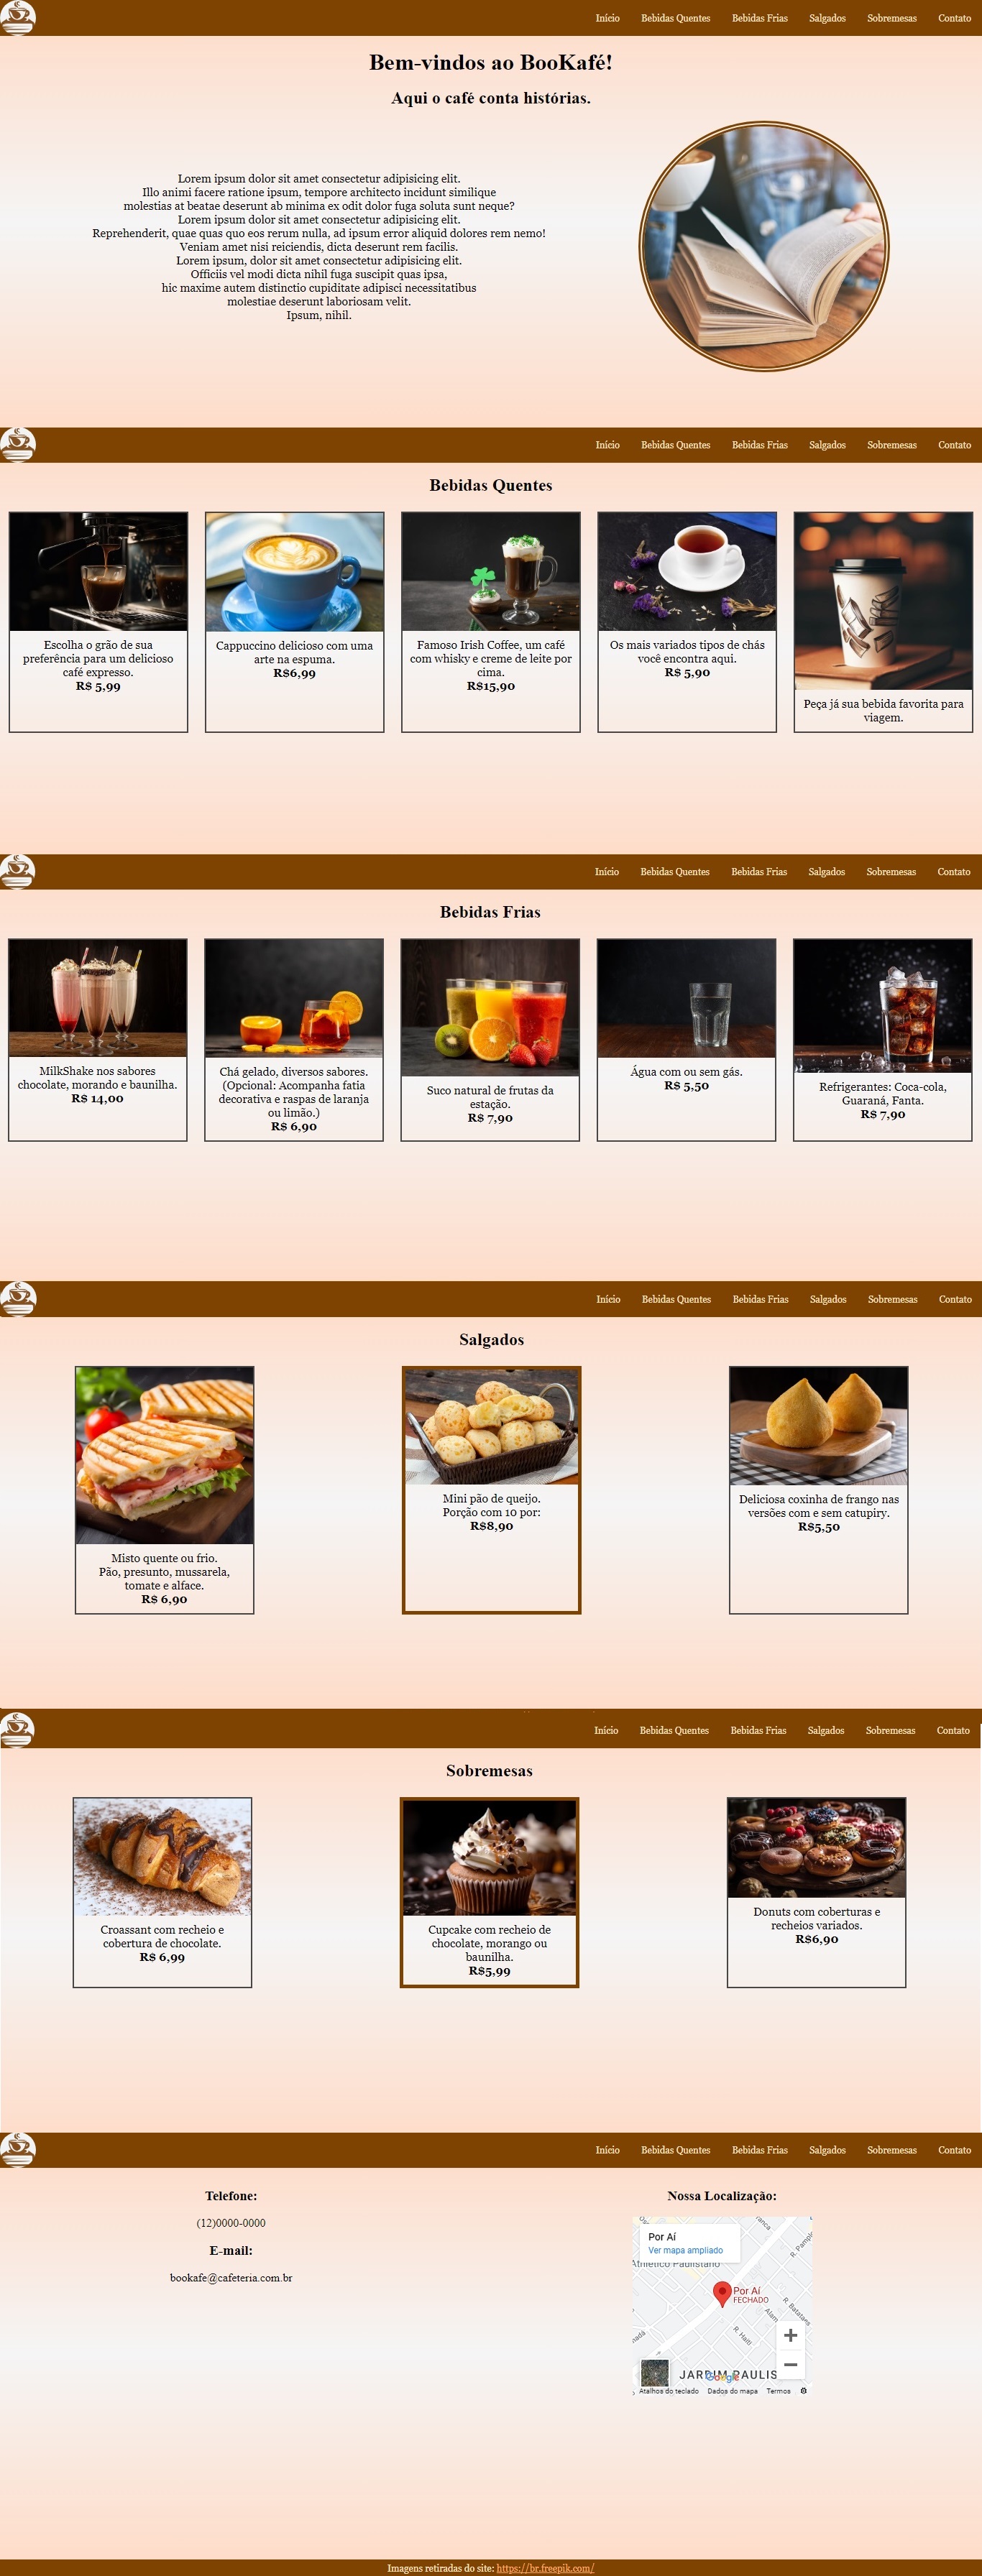 Início Bebidas Quentes Bebidas Frias Salgados Sobremesas Contato
Bem-vindos ao BooKafé!
Aqui o café conta histórias.
Lorem ipsum dolor sit amet consectetur adipisicing elit.
Illo animi facere ratione ipsum, tempore architecto incidunt similique
molestias at beatae deserunt ab minima ex odit dolor fuga soluta sunt neque?
Lorem ipsum dolor sit amet consectetur adipisicing elit.
Reprehenderit, quae quas quo eos rerum nulla, ad ipsum error aliquid dolores rem nemo!
Veniam amet nisi reiciendis, dicta deserunt rem facilis.
Lorem ipsum, dolor sit amet consectetur adipisicing elit.
Officiis vel modi dicta nihil fuga suscipit quas ipsa,
hic maxime autem distinctio cupiditate adipisci necessitatibus
molestiae deserunt laboriosam velit.
Ipsum, nihil.
Início Bebidas Quentes Bebidas Frias Salgados Sobremesas Contato
Bebidas Quentes
Escolha o grão de sua
preferência para um delicioso
café expresso.
R$ 5,99
Cappuccino delicioso com uma
arte na espuma.
R$6,99
Famoso Irish Coffee, um café
com whisky e creme de leite por
cima.
R$15,90
Os mais variados tipos de chás
você encontra aqui.
R$ 5,90
Peça já sua bebida favorita para
viagem.
Início Bebidas Quentes Bebidas Frias Salgados Sobremesas Contato
Bebidas Frias
MilkShake nos sabores
chocolate, morando e baunilha.
R$ 14,00
Chá gelado, diversos sabores.
(Opcional: Acompanha fatia
decorativa e raspas de laranja
ou limão.)
R$ 6,90
Suco natural de frutas da
estação.
R$ 7,90
Água com ou sem gás.
R$ 5,50
Refrigerantes: Coca-cola,
Guaraná, Fanta.
R$ 7,90
Início Bebidas Quentes Bebidas Frias Salgados Sobremesas Contato
Salgados
Misto quente ou frio.
Pão, presunto, mussarela,
tomate e alface.
R$ 6,90
Mini pão de queijo.
Porção com 10 por:
R$8,90
Deliciosa coxinha de frango nas
versões com e sem catupiry.
R$5,50
Início Bebidas Quentes Bebidas Frias Salgados Sobremesas Contato
Sobremesas
Croassant com recheio e
cobertura de chocolate.
R$ 6,99
Cupcake com recheio de
chocolate, morango ou
baunilha.
R$5,99
Donuts com coberturas e
recheios variados.
R$6,90
Início Bebidas Quentes Bebidas Frias Salgados Sobremesas Contato
Telefone:
(12)0000-0000
E-mail:
bookafe@cafeteria.com.br
Nossa Localização:
Por Aí
Ver mapa ampliado
Athletico Paulistano
R. Pamplo
Por Aí
FECHADO
R. Batataes
Alam
R. Haiti
JARDIM PAULIS
Google
Atalhos do teclado Dados do mapa Termos
Imagens retiradas do site: https://br.freepik.com/